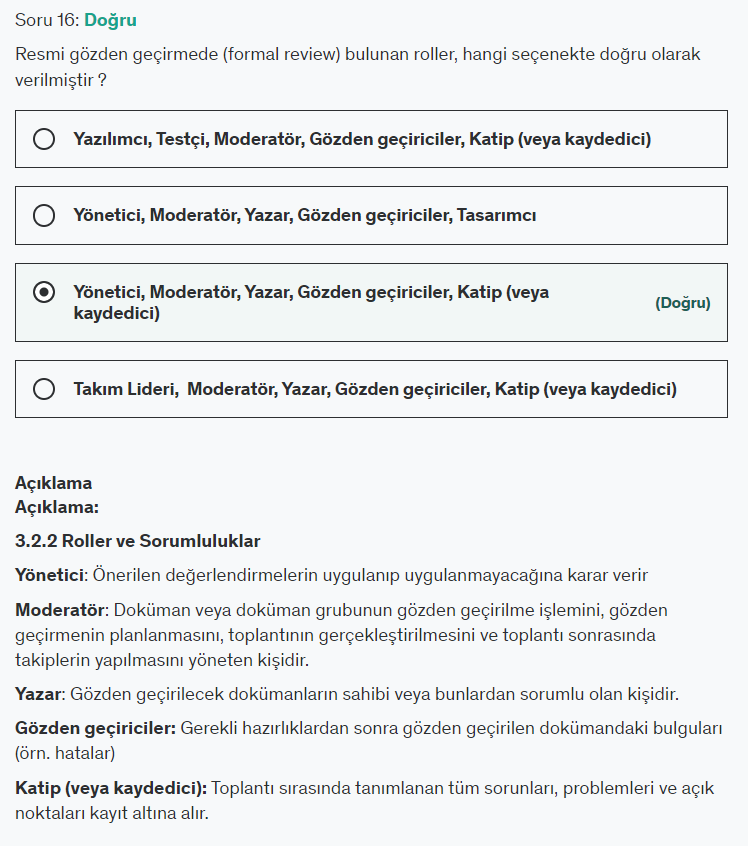 Soru 16: Doğru
Resmi gözden geçirmede (formal review) bulunan roller, hangi seçenekte doğru olarak
verilmiştir ?
Yazılımcı, Testçi, Moderatör, Gözden geçiriciler, Katip (veya kaydedici)
Yönetici, Moderatör, Yazar, Gözden geçiriciler, Tasarımcı
Yönetici, Moderatör, Yazar, Gözden geçiriciler, Katip (veya
kaydedici)
(Doğru)
Takım Lideri,  Moderatör, Yazar, Gözden geçiriciler, Katip (veya kaydedici)
Açıklama
Açıklama:
3.2.2 Roller ve Sorumluluklar
Yönetici: Önerilen değerlendirmelerin uygulanıp uygulanmayacağına karar verir
Moderatör: Doküman veya doküman grubunun gözden geçirilme işlemini, gözden
geçirmenin planlanmasını, toplantının gerçekleştirilmesini ve toplantı sonrasında
takiplerin yapılmasını yöneten kişidir.
Yazar: Gözden geçirilecek dokümanların sahibi veya bunlardan sorumlu olan kişidir.
Gözden geçiriciler: Gerekli hazırlıklardan sonra gözden geçirilen dokümandaki bulguları
(örn. hatalar)
Katip (veya kaydedici): Toplantı sırasında tanımlanan tüm sorunları, problemleri ve açık
noktaları kayıt altına alır.